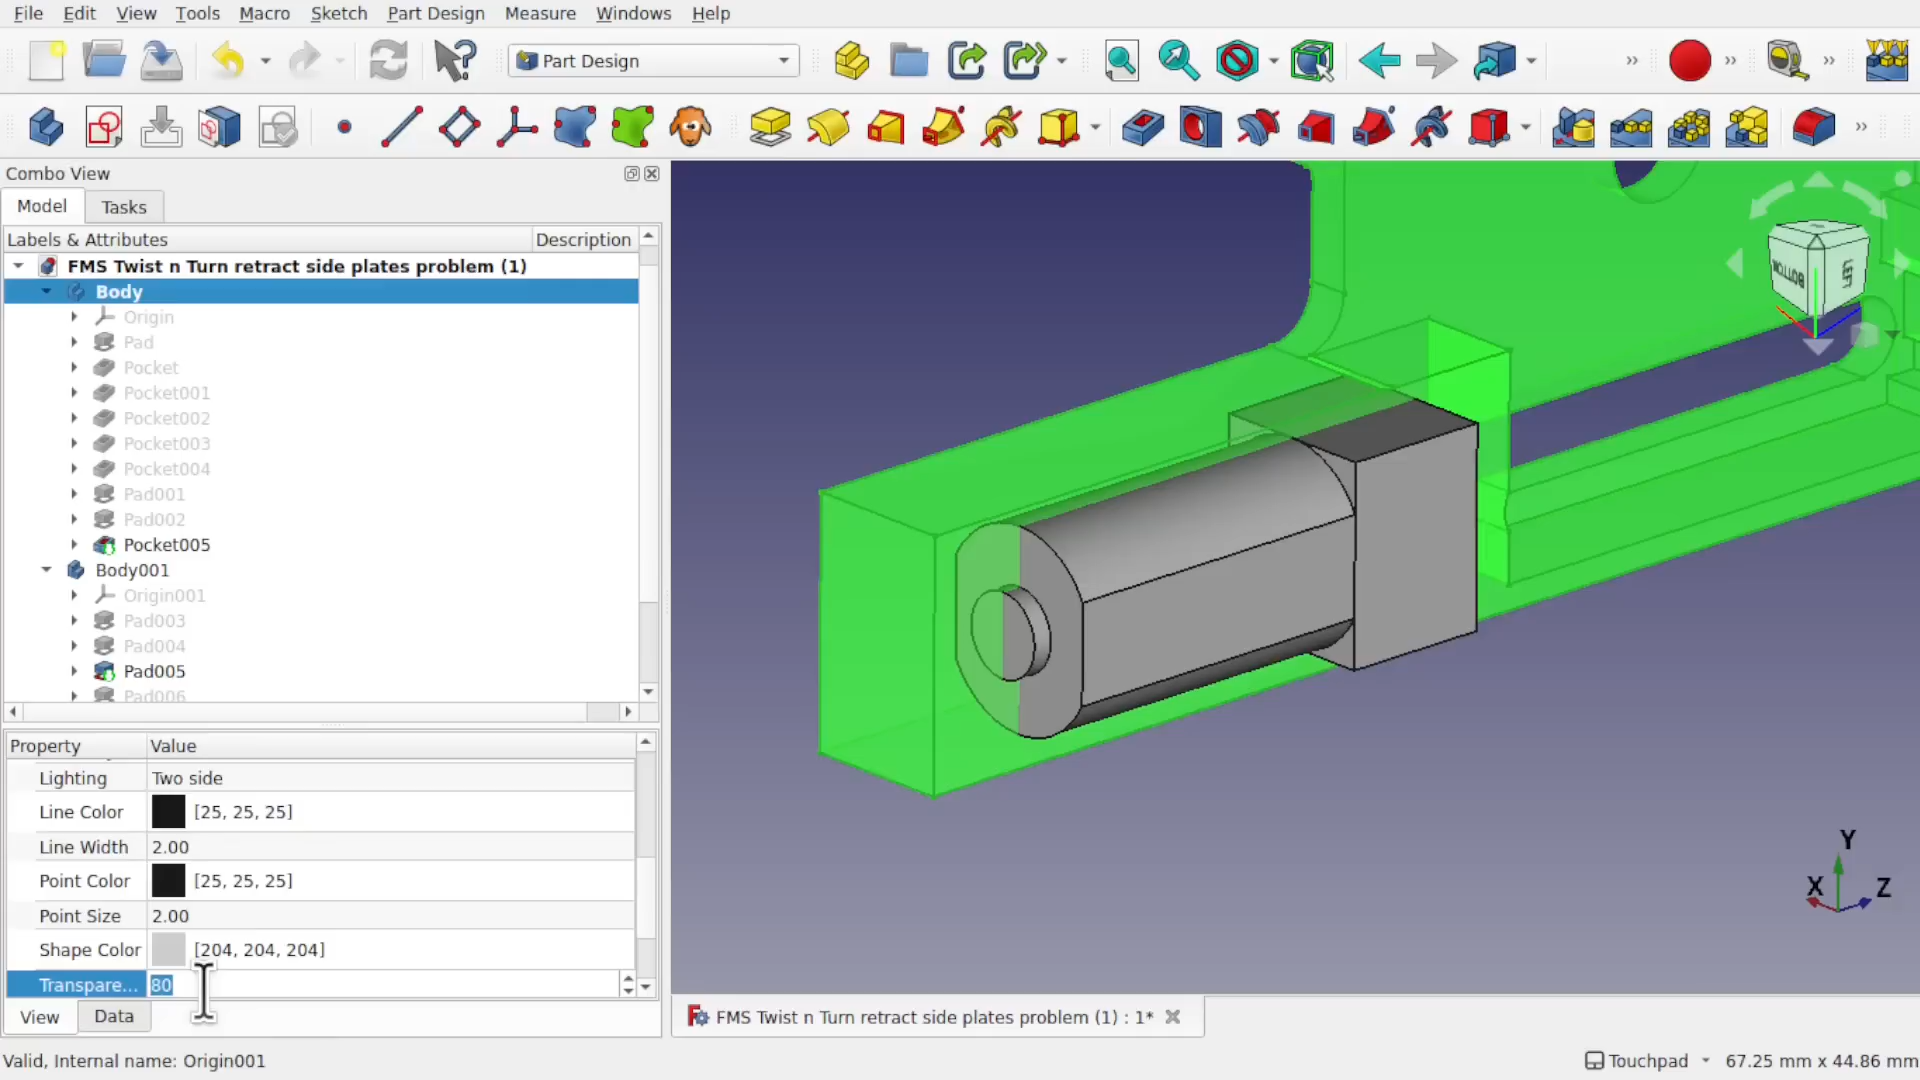 File Edit View Tools Macro Sketch Part Design Measure Windows Help
Part Design
Combo View
Model Tasks
Labels & Attributes Description
FMS Twist n Turn retract side plates problem (1)
Body
Origin
Pad
Pocket
Pocket001
Pocket002
Pocket003
Pocket004
Pad001
Pad002
Pocket005
Body001
Origin001
Pad003
Pad004
Pad005
Pad006
Property Value
Lighting Two side
Line Color [25, 25, 25]
Line Width 2.00
Point Color [25, 25, 25]
Point Size 2.00
Shape Color [204, 204, 204]
Transpare... 80
View Data
BOTTOM LEFT
Y
X Z
FMS Twist n Turn retract side plates problem (1) : 1*
Valid, Internal name: Origin001
Touchpad 67.25 mm x 44.86 mm